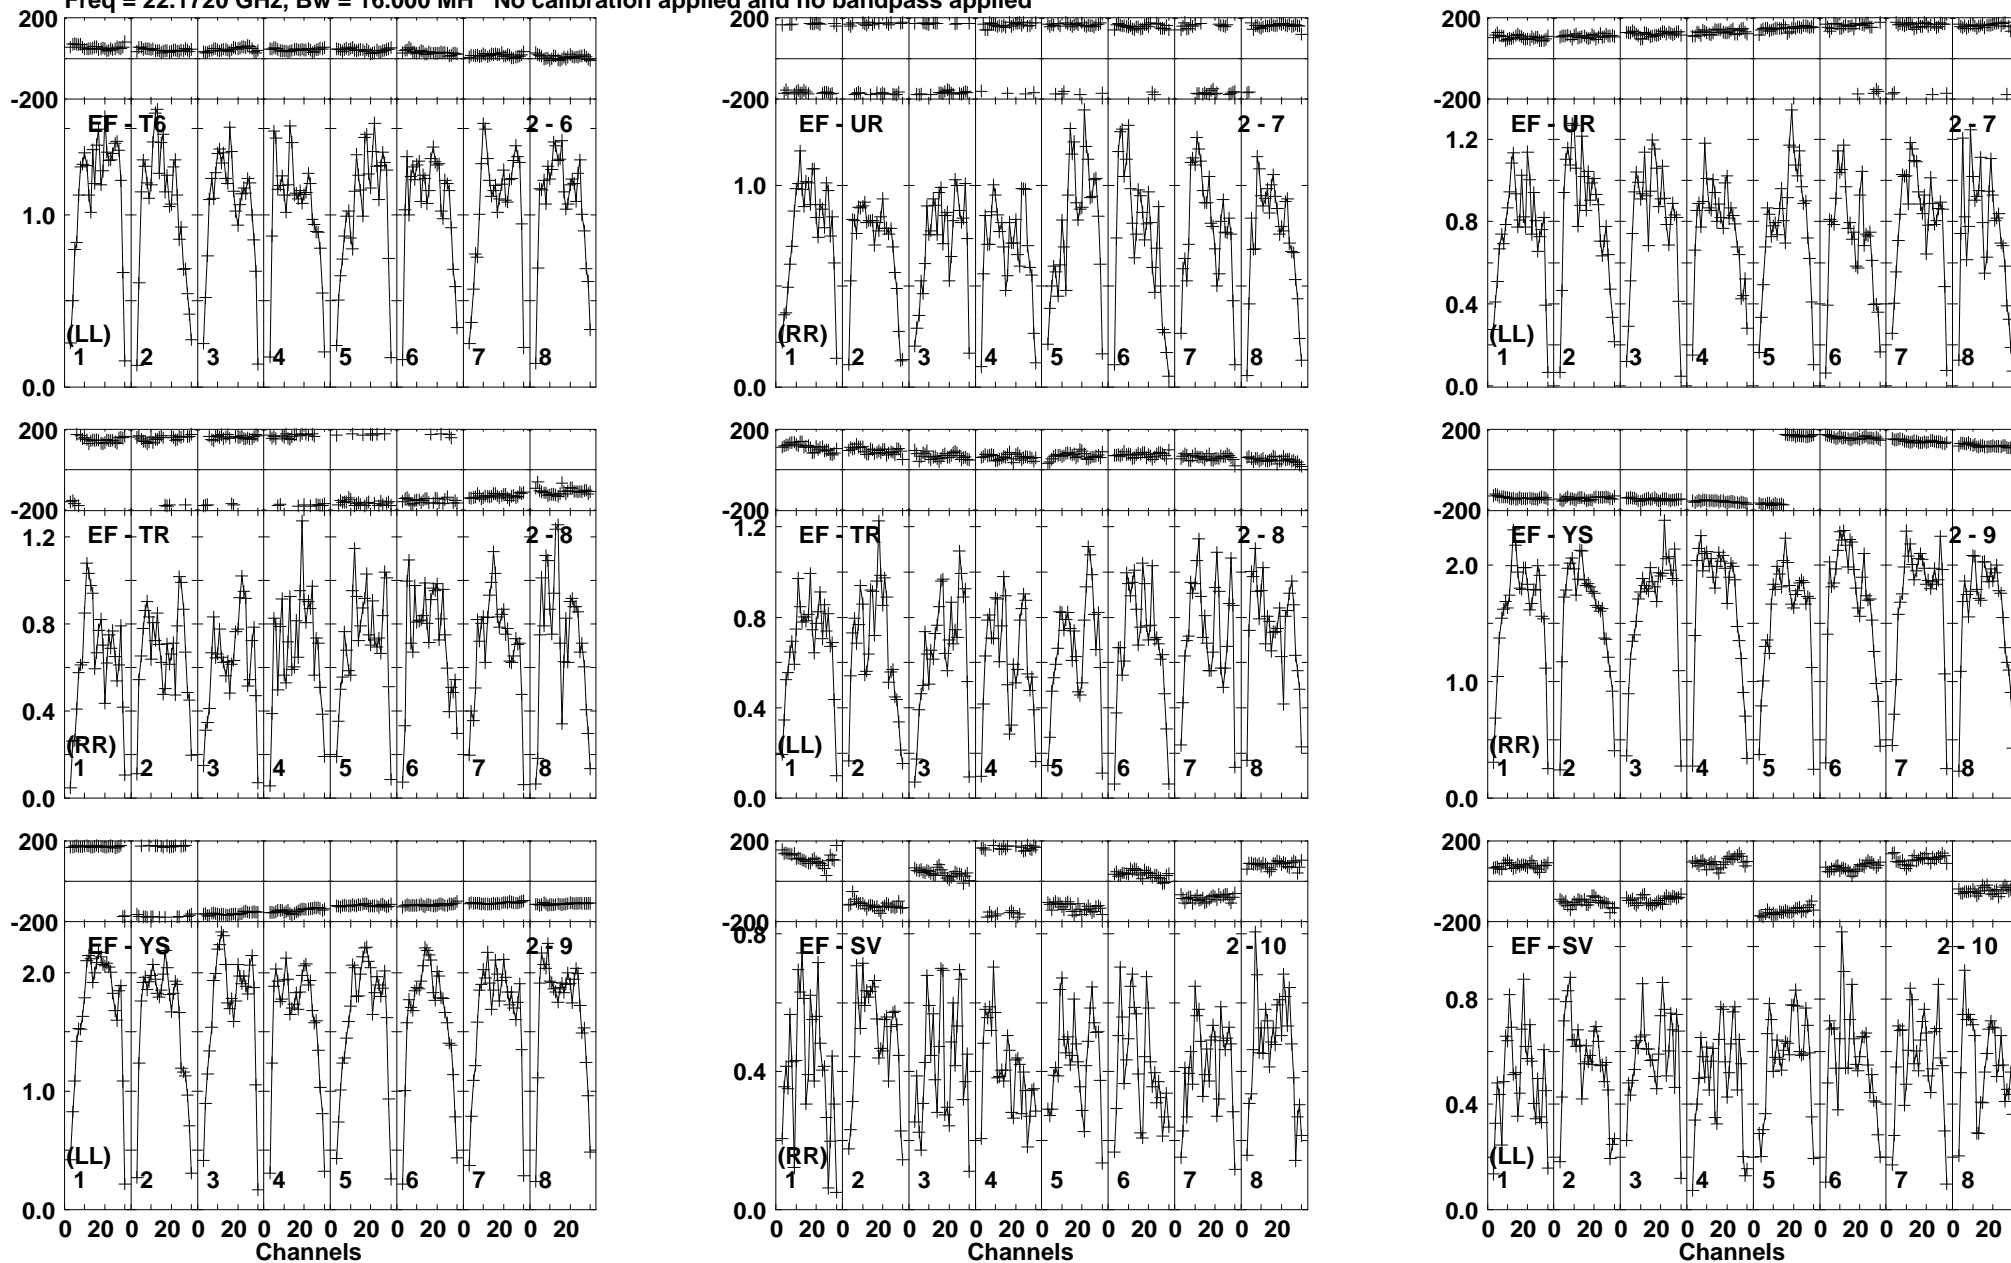 Freq = 22.1720 GHz, Bw = 16.000 MH No calibration applied and no bandpass applied
200 200 200
-200 -200 -200
EF - T6 2 - 6 EF - UR 2 - 7 EF - UR 2 - 7
1.2
1.0 1.0
0.8
0.4
(LL) (RR) (LL)
1 2 3 4 5 6 7 8 1 2 3 4 5 6 7 8 1 2 3 4 5 6 7 8
0.0 0.0 0.0
200 200 200
-200 -200 -200
EF - TR 2 - 8 EF - TR 2 - 8 EF - YS 2 - 9
1.2 1.2
2.0
0.8 0.8
1.0
0.4 0.4
(RR) (LL) (RR)
1 2 3 4 5 6 7 8 1 2 3 4 5 6 7 8 1 2 3 4 5 6 7 8
0.0 0.0 0.0
200 200 200
-200 -200 -200
0.8
EF - YS 2 - 9 EF - SV 2 - 10 EF - SV 2 - 10
2.0
0.8
1.0 0.4 0.4
(LL) (RR) (LL)
1 2 3 4 5 6 7 8 1 2 3 4 5 6 7 8 1 2 3 4 5 6 7 8
0.0 0.0 0.0
0 20 0 20 0 20 0 20 0 20 0 20 0 20 0 20 0 20 0 20 0 20 0 20 0 20 0 20 0 20 0 20 0 20 0 20 0 20 0 20 0 20 0 20 0 20 0 20
Channels Channels Channels